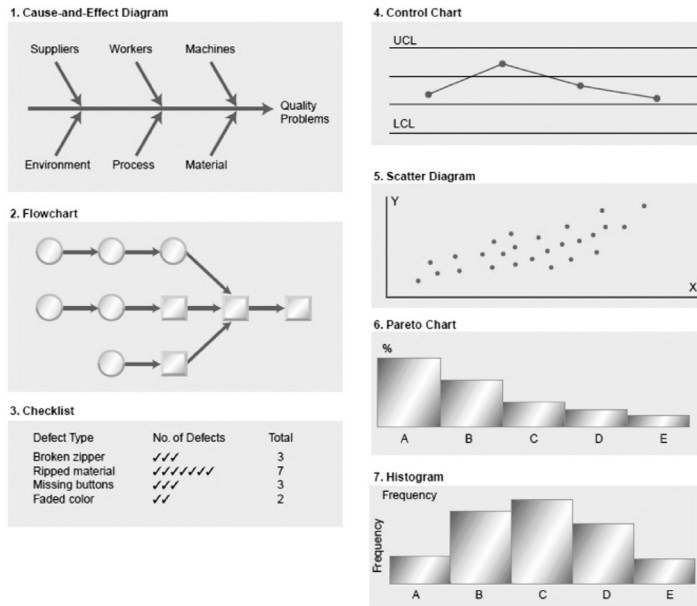 1. Cause-and-Effect Diagram
Suppliers Workers Machines
Quality
Problems
Environment Process Material
2. Flowchart
3. Checklist
Defect Type No. of Defects Total
Broken zipper ✓✓✓ 3
Ripped material ✓✓✓✓✓✓✓ 7
Missing buttons ✓✓✓ 3
Faded color ✓✓ 2
4. Control Chart
UCL
LCL
5. Scatter Diagram
Y
X
6. Pareto Chart
%
A B C D E
7. Histogram
Frequency
Frequency
A B C D E